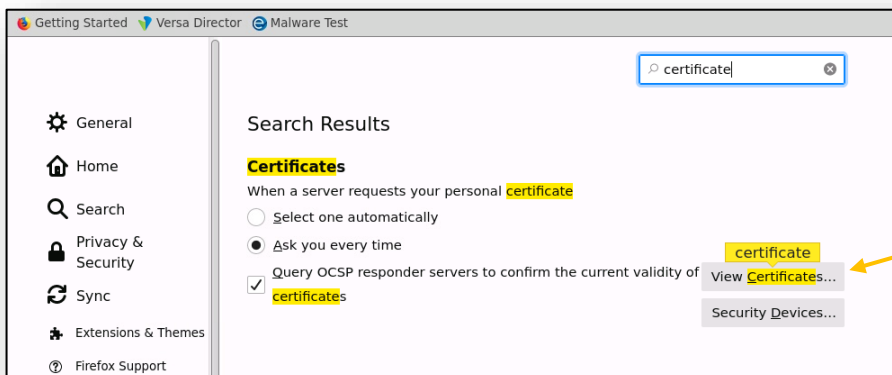 Getting Started Versa Director Malware Test
certificate
General
Home
Search
Privacy &
Security
Sync
Extensions & Themes
Firefox Support
Search Results
Certificates
When a server requests your personal certificate
Select one automatically
Ask you every time
Query OCSP responder servers to confirm the current validity of
certificates
certificate
View Certificates...
Security Devices...